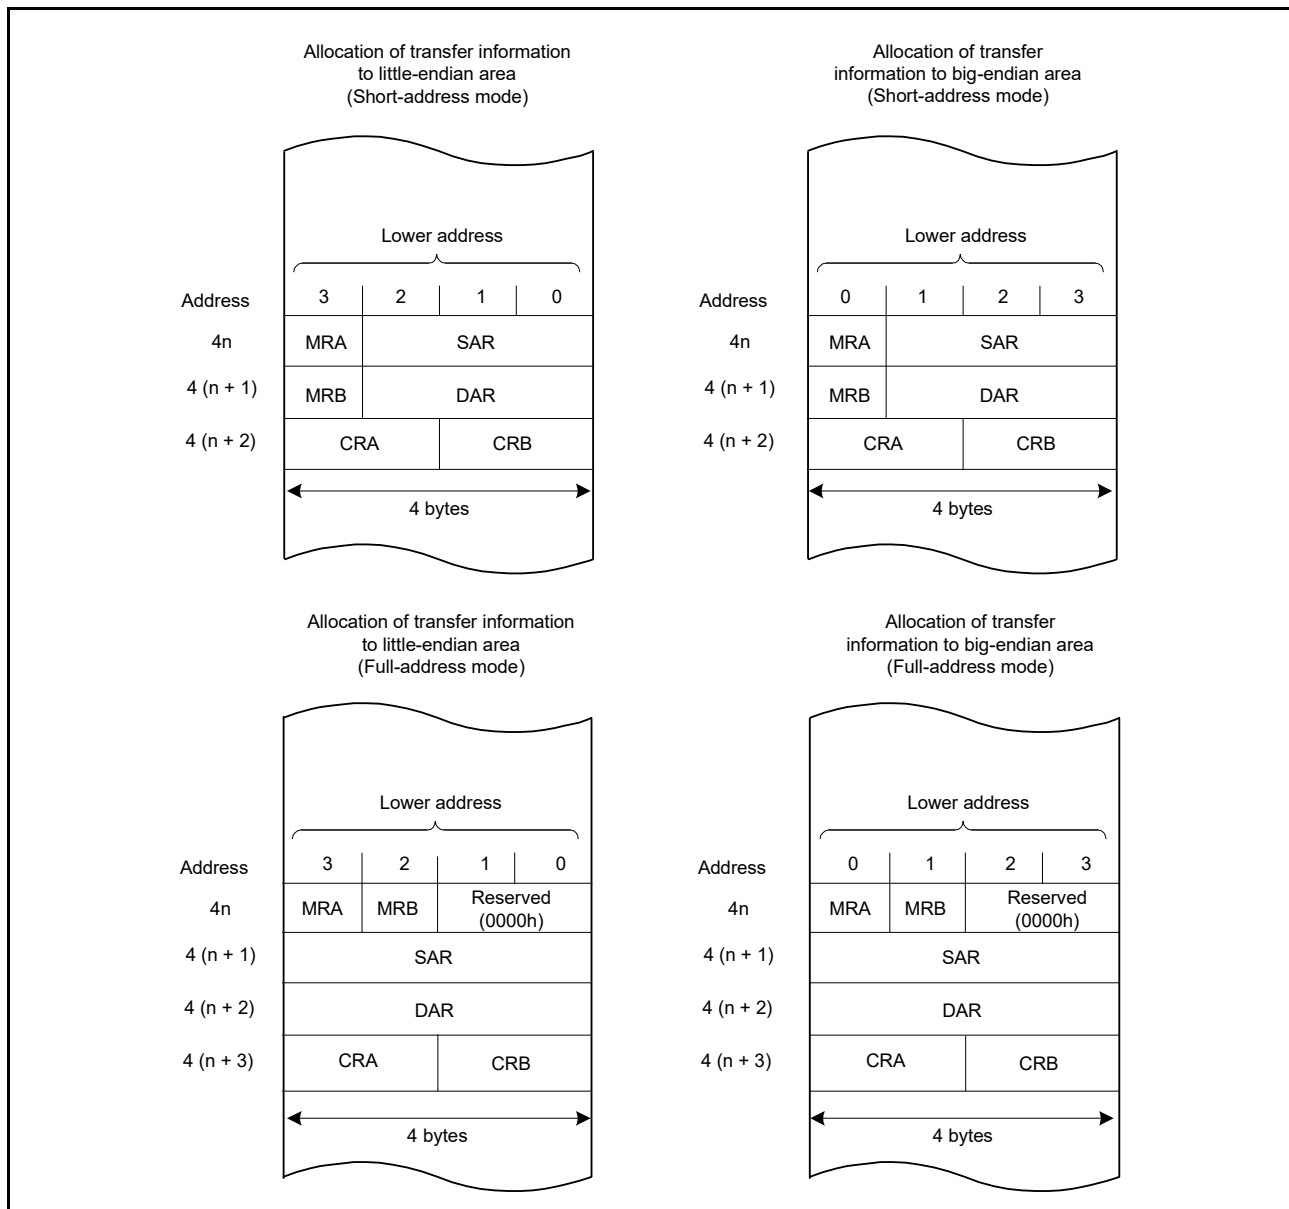 Allocation of transfer information
to little-endian area
(Short-address mode)
Lower address
Address 3 2 1 0
4n MRA SAR
4 (n + 1) MRB DAR
4 (n + 2) CRA CRB
4 bytes
Allocation of transfer
information to big-endian area
(Short-address mode)
Lower address
Address 0 1 2 3
4n MRA SAR
4 (n + 1) MRB DAR
4 (n + 2) CRA CRB
4 bytes
Allocation of transfer information
to little-endian area
(Full-address mode)
Lower address
Address 3 2 1 0
4n MRA MRB Reserved
(0000h)
4 (n + 1) SAR
4 (n + 2) DAR
4 (n + 3) CRA CRB
4 bytes
Allocation of transfer
information to big-endian area
(Full-address mode)
Lower address
Address 0 1 2 3
4n MRA MRB Reserved
(0000h)
4 (n + 1) SAR
4 (n + 2) DAR
4 (n + 3) CRA CRB
4 bytes